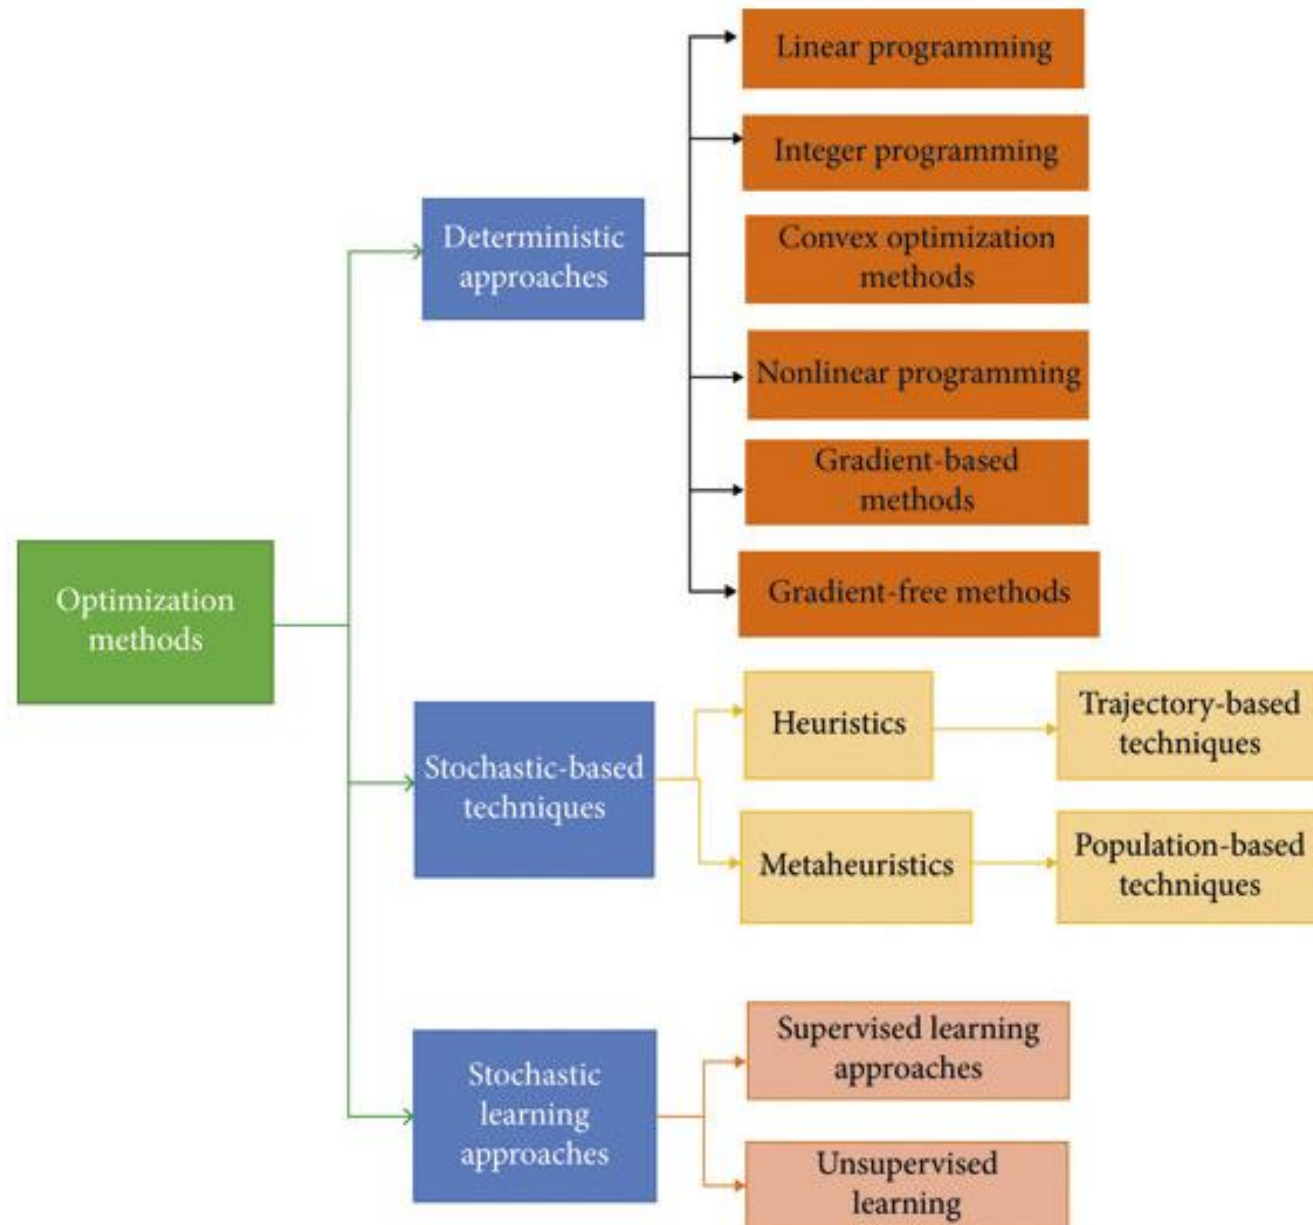 Linear programming
Integer programming
Convex optimization
methods
Deterministic
approaches
Nonlinear programming
Gradient-based
methods
Gradient-free methods
Optimization
methods
Heuristics
Trajectory-based
techniques
Stochastic-based
techniques
Metaheuristics
Population-based
techniques
Supervised learning
approaches
Stochastic
learning
approaches
Unsupervised
learning